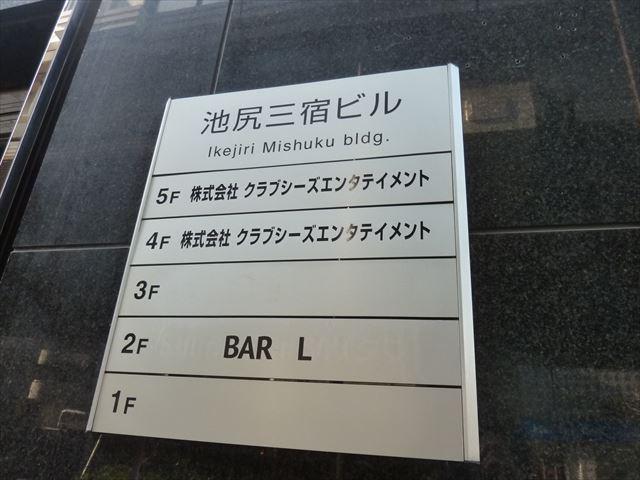 池尻三宿ビル
Ikejiri Mishuku bldg.
5F 株式会社 クラブシーズエンタテイメント
4F 株式会社 クラブシーズエンタテイメント
3F
2F BAR L
1F